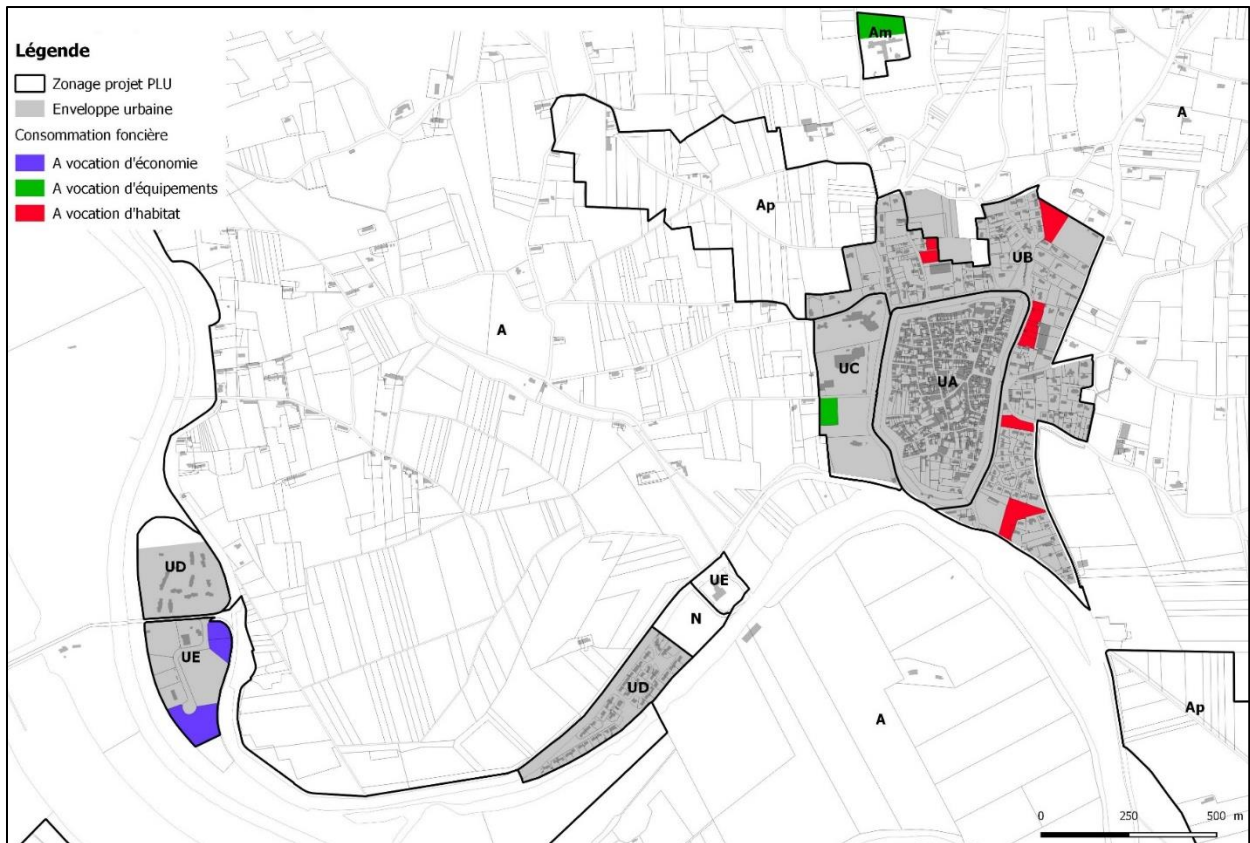 Légende
Zonage projet PLU
Enveloppe urbaine
Consommation foncière
A vocation d'économie
A vocation d'équipements
A vocation d'habitat
Am
A
Ap
UB
A
UC
UA
UD
UE
N
UE
UD
A
Ap
0 250 500 m